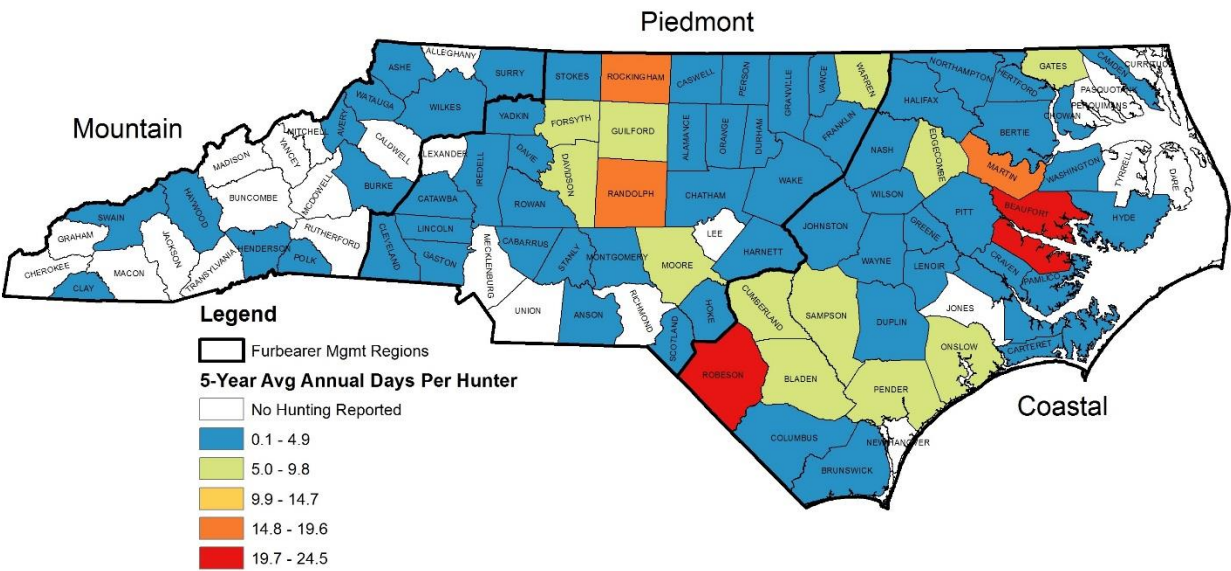 Piedmont
Mountain
Coastal
ALLEGHANY
ASHE
SURRY
STOKES
ROCKINGHAM
CASWELL
PERSON
GRANVILLE
VANCE
WARREN
NORTHAMPTON
HERTFORD
GATES
CAMDEN
CURRITUCK
PASQUOTANK
PERQUIMANS
CHOWAN
WATAUGA
WILKES
YADKIN
FORSYTH
GUILFORD
ALAMANCE
ORANGE
DURHAM
FRANKLIN
HALIFAX
BERTIE
MITCHELL
AVERY
CALDWELL
ALEXANDER
IREDELL
DAVIE
DAVIDSON
RANDOLPH
CHATHAM
WAKE
NASH
EDGECOMBE
MARTIN
WASHINGTON
TYRRELL
DARE
MADISON
YANCEY
MCDOWELL
BURKE
CATAWBA
ROWAN
WILSON
PITT
BEAUFORT
HYDE
SWAIN
HAYWOOD
BUNCOMBE
RUTHERFORD
CLEVELAND
LINCOLN
GASTON
MECKLENBURG
CABARRUS
STANLY
MONTGOMERY
MOORE
LEE
HARNETT
JOHNSTON
WAYNE
GREENE
LENOIR
CRAVEN
PAMLICO
GRAHAM
CHEROKEE
MACON
CLAY
JACKSON
TRANSYLVANIA
HENDERSON
POLK
UNION
ANSON
RICHMOND
SCOTLAND
HOKE
CUMBERLAND
SAMPSON
DUPLIN
JONES
CARTERET
ONSLOW
ROBESON
BLADEN
PENDER
COLUMBUS
BRUNSWICK
NEW HANOVER
Legend
Furbearer Mgmt Regions
5-Year Avg Annual Days Per Hunter
No Hunting Reported
0.1 - 4.9
5.0 - 9.8
9.9 - 14.7
14.8 - 19.6
19.7 - 24.5